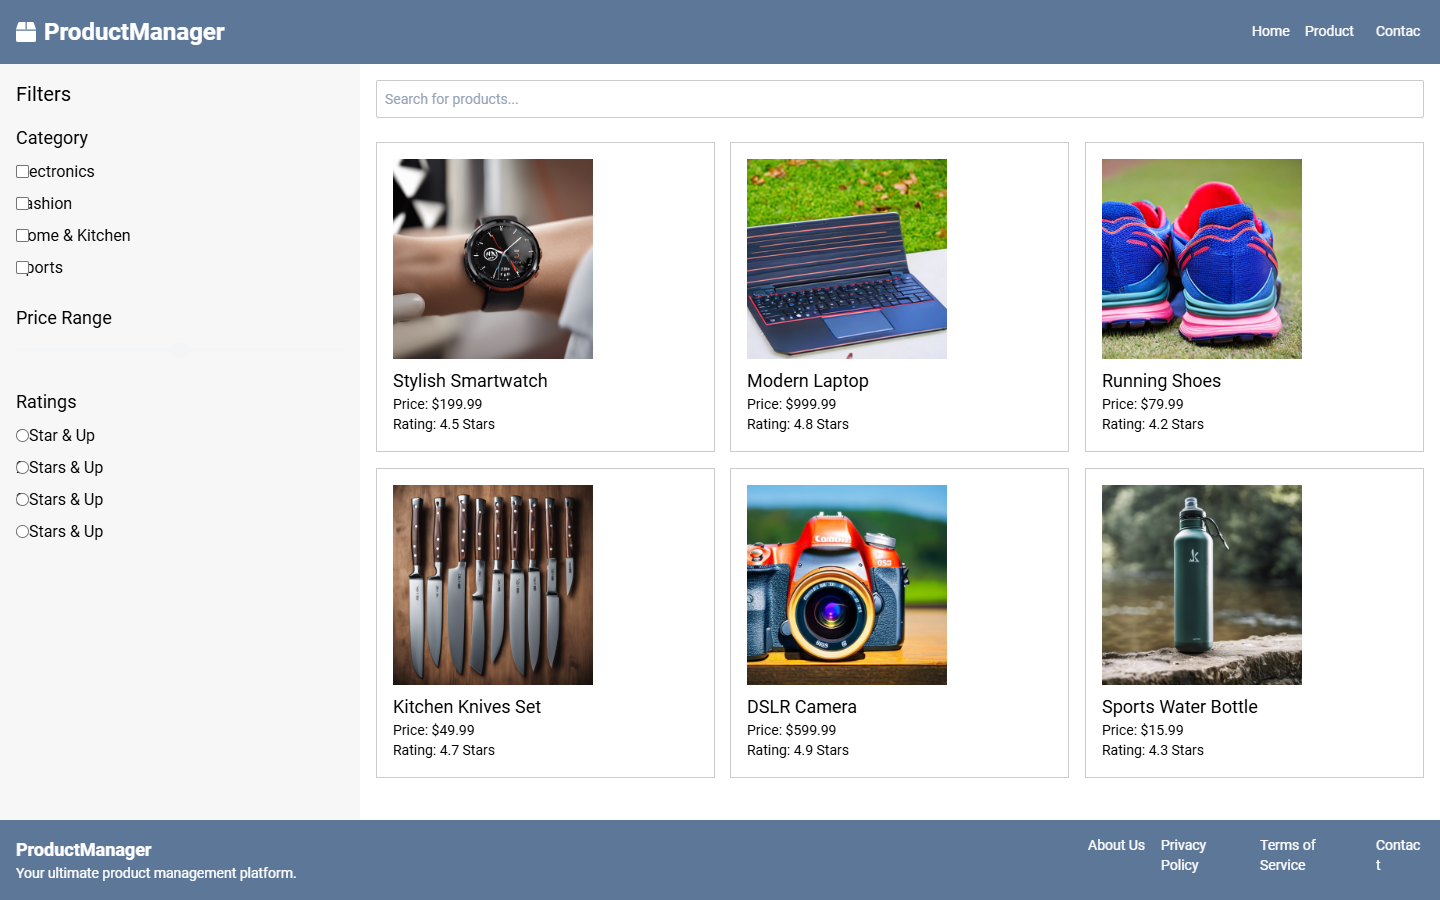 ProductManager
Home Product Contac
Filters
Search for products...
Category
ectronics
ashion
ome & Kitchen
ports
Price Range
Ratings
Star & Up
Stars & Up
Stars & Up
Stars & Up
Stylish Smartwatch
Price: $199.99
Rating: 4.5 Stars
Modern Laptop
Price: $999.99
Rating: 4.8 Stars
Running Shoes
Price: $79.99
Rating: 4.2 Stars
Kitchen Knives Set
Price: $49.99
Rating: 4.7 Stars
DSLR Camera
Price: $599.99
Rating: 4.9 Stars
Sports Water Bottle
Price: $15.99
Rating: 4.3 Stars
ProductManager
Your ultimate product management platform.
About Us
Privacy
Policy
Terms of
Service
Contac
t